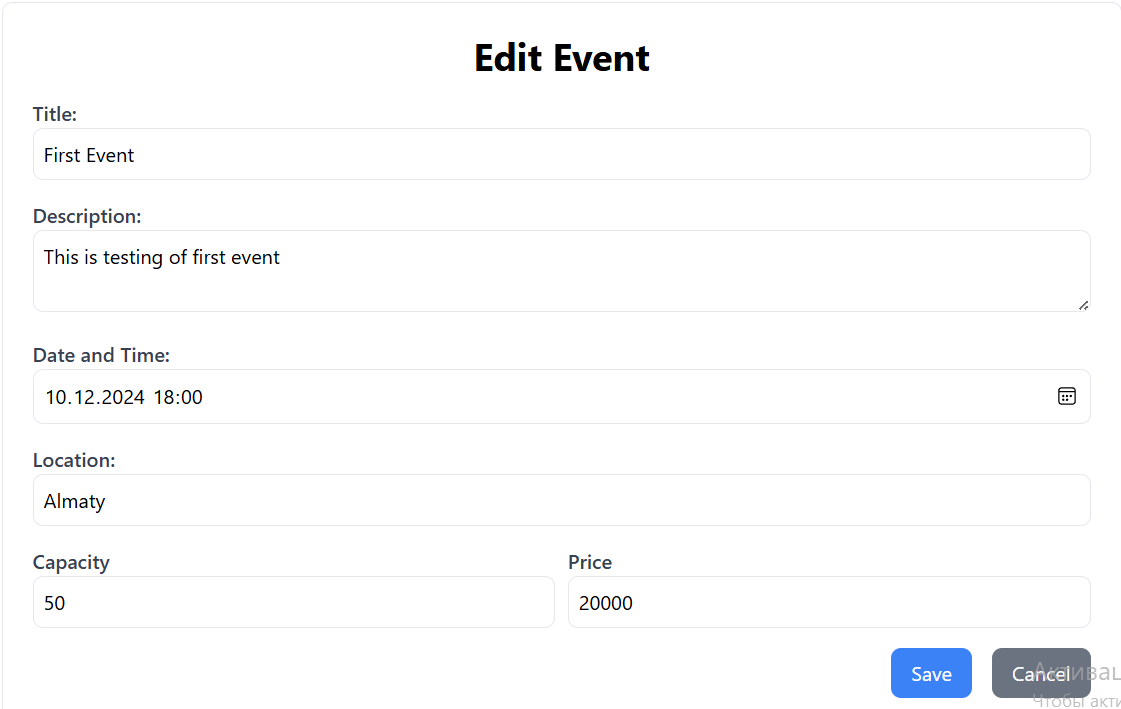 Edit Event
Title:
First Event
Description:
This is testing of first event
Date and Time:
10.12.2024 18:00
Location:
Almaty
Capacity Price
50 20000
Save Cancel
Чтобы